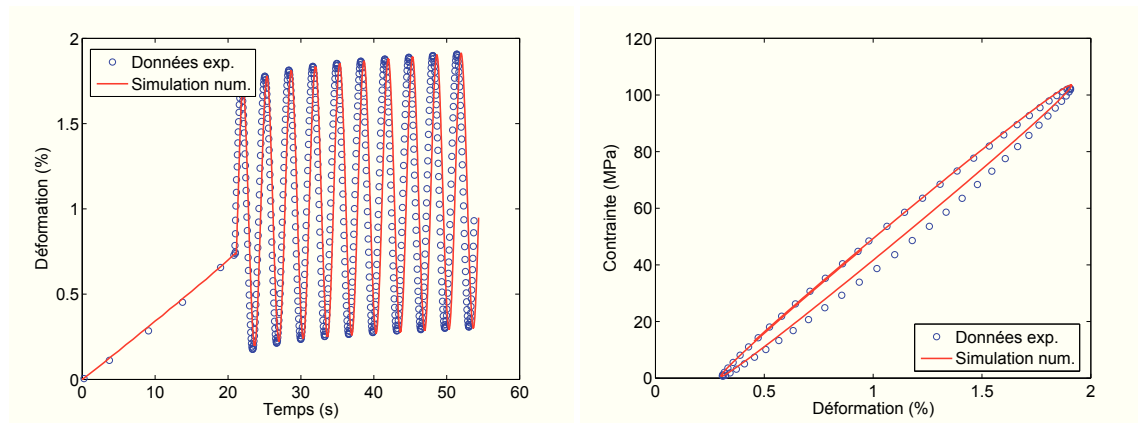 2
1.5
1
0.5
0
0 10 20 30 40 50 60
Déformation (%)
Temps (s)
Données exp.
Simulation num.
120
100
80
60
40
20
0
0 0.5 1 1.5 2
Contrainte (MPa)
Déformation (%)
Données exp.
Simulation num.